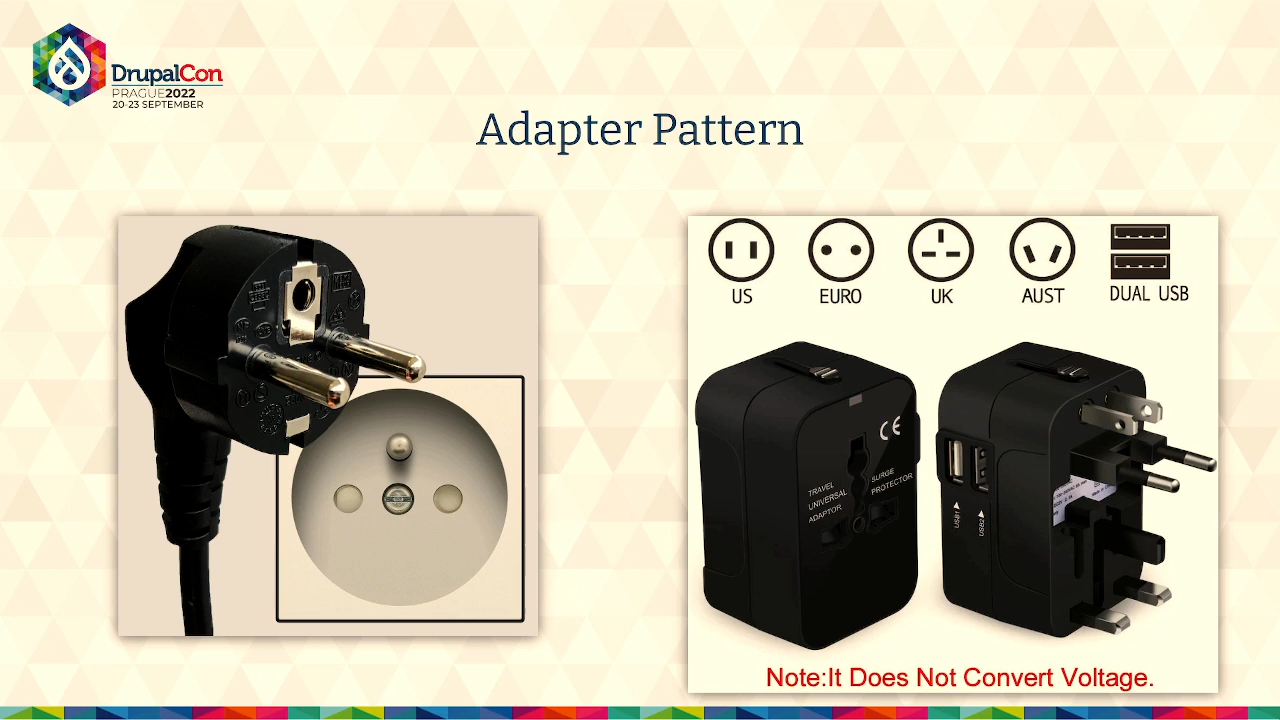 DrupalCon
PRAGUE2022
20-23 SEPTEMBER
Adapter Pattern
US
EURO
UK
AUST
DUAL USB
CE
TRAVEL
UNIVERSAL
ADAPTOR
SURGE
PROTECTOR
USB1
USB2
Note:It Does Not Convert Voltage.